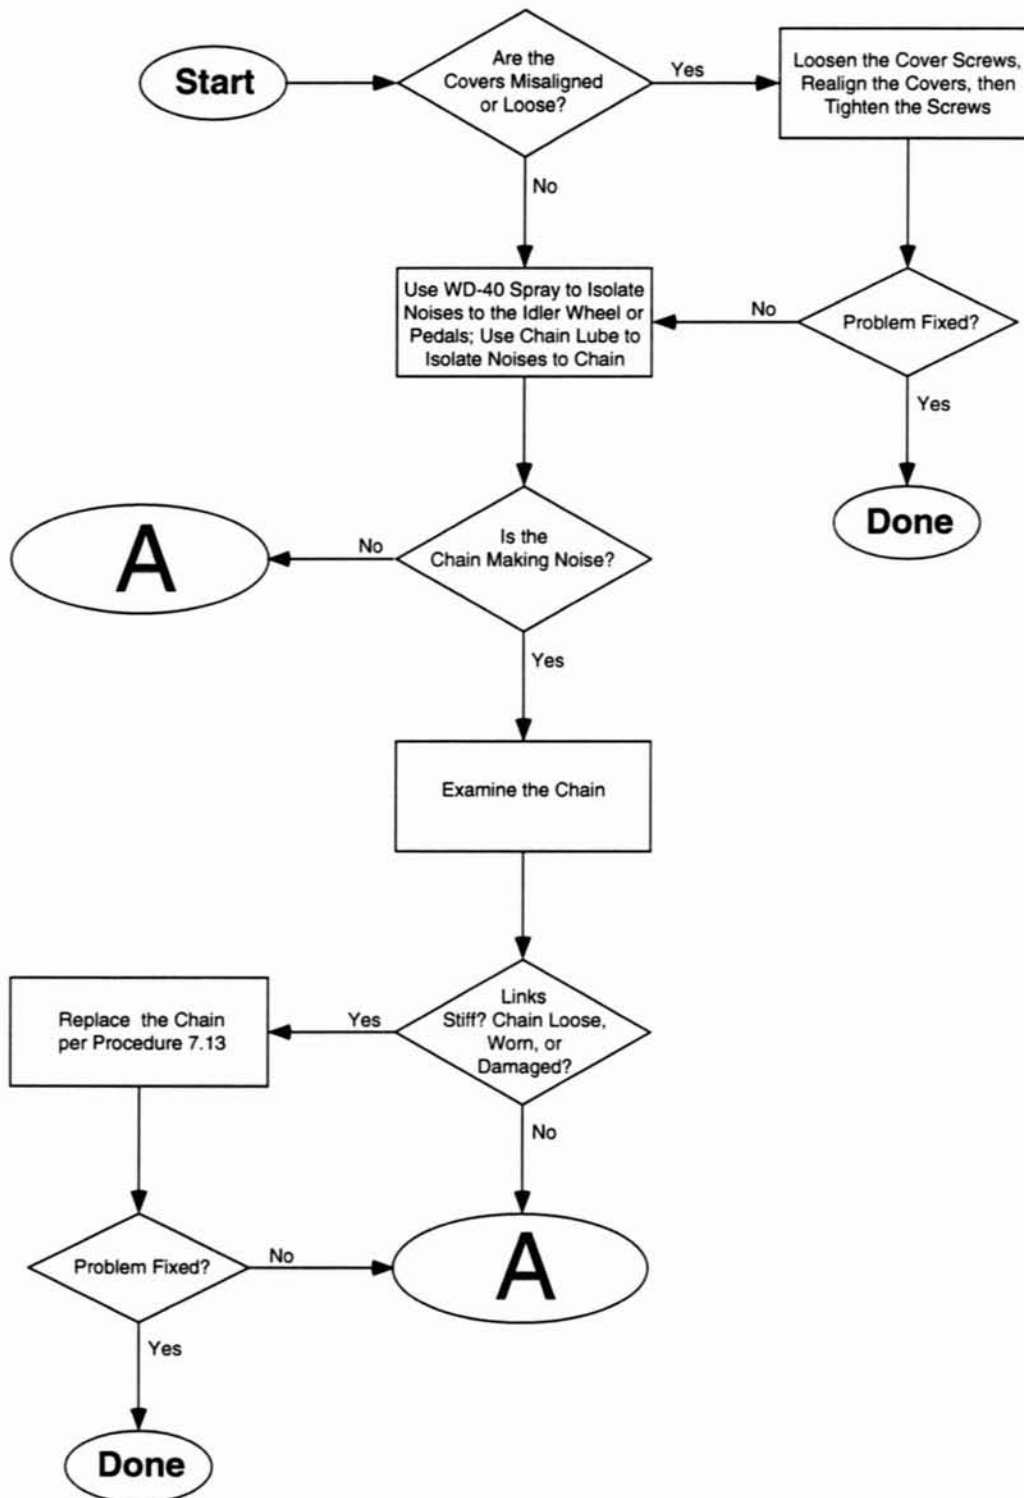 Start
Are the
Covers Misaligned
or Loose?
Yes
Loosen the Cover Screws,
Realign the Covers, then
Tighten the Screws
No
Use WD-40 Spray to Isolate
Noises to the Idler Wheel or
Pedals; Use Chain Lube to
Isolate Noises to Chain
No
Problem Fixed?
Yes
Done
Is the
Chain Making Noise?
No
A
Yes
Examine the Chain
Links
Stiff? Chain Loose,
Worn, or
Damaged?
Yes
Replace the Chain
per Procedure 7.13
No
Problem Fixed?
No
A
Yes
Done